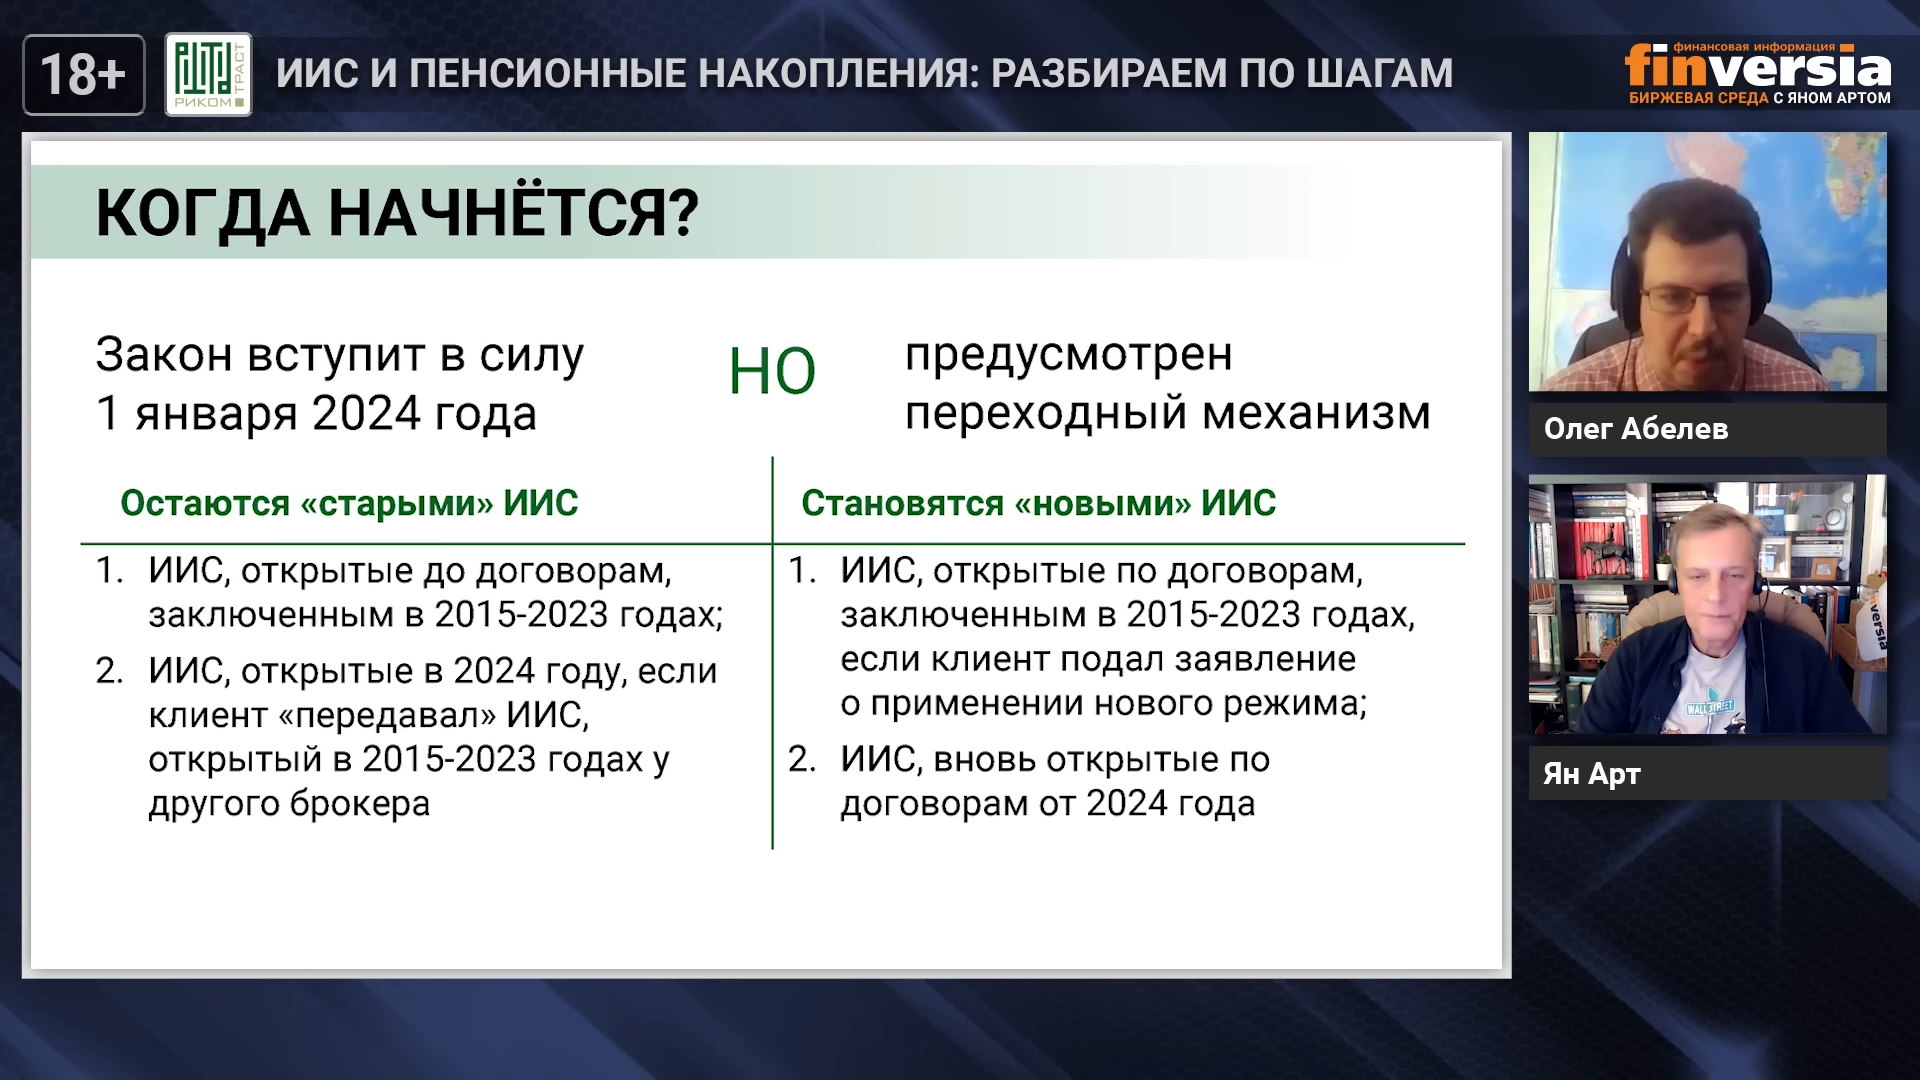 18+
РИКОМ
ТРАСТ
ИИС И ПЕНСИОННЫЕ НАКОПЛЕНИЯ: РАЗБИРАЕМ ПО ШАГАМ
финансовая информация
finversia
БИРЖЕВАЯ СРЕДА С ЯНОМ АРТОМ
КОГДА НАЧНЁТСЯ?
Закон вступит в силу
1 января 2024 года
НО
предусмотрен
переходный механизм
Остаются «старыми» ИИС
1. ИИС, открытые до договорам,
заключенным в 2015-2023 годах;
2. ИИС, открытые в 2024 году, если
клиент «передавал» ИИС,
открытый в 2015-2023 годах у
другого брокера
Становятся «новыми» ИИС
1. ИИС, открытые по договорам,
заключенным в 2015-2023 годах,
если клиент подал заявление
о применении нового режима;
2. ИИС, вновь открытые по
договорам от 2024 года
Олег Абелев
WALL STREET
Ян Арт